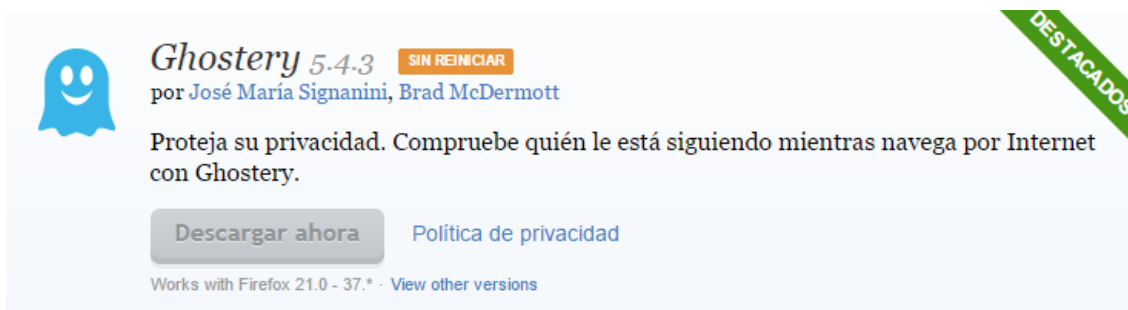 Ghostery 5.4.3 SIN REINICIAR
DESTACADOS
por José María Signanini, Brad McDermott
Proteja su privacidad. Compruebe quién le está siguiendo mientras navega por Internet
con Ghostery.
Descargar ahora Política de privacidad
Works with Firefox 21.0 - 37.* · View other versions